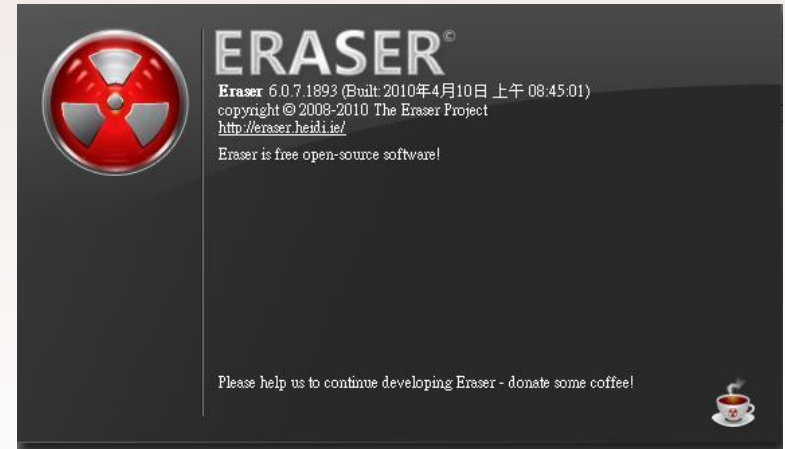 ERASER©
Eraser 6.0.7.1893 (Built: 2010年4月10日 上午 08:45:01)
copyright © 2008-2010 The Eraser Project
http://eraser.heidi.ie/
Eraser is free open-source software!
Please help us to continue developing Eraser - donate some coffee!